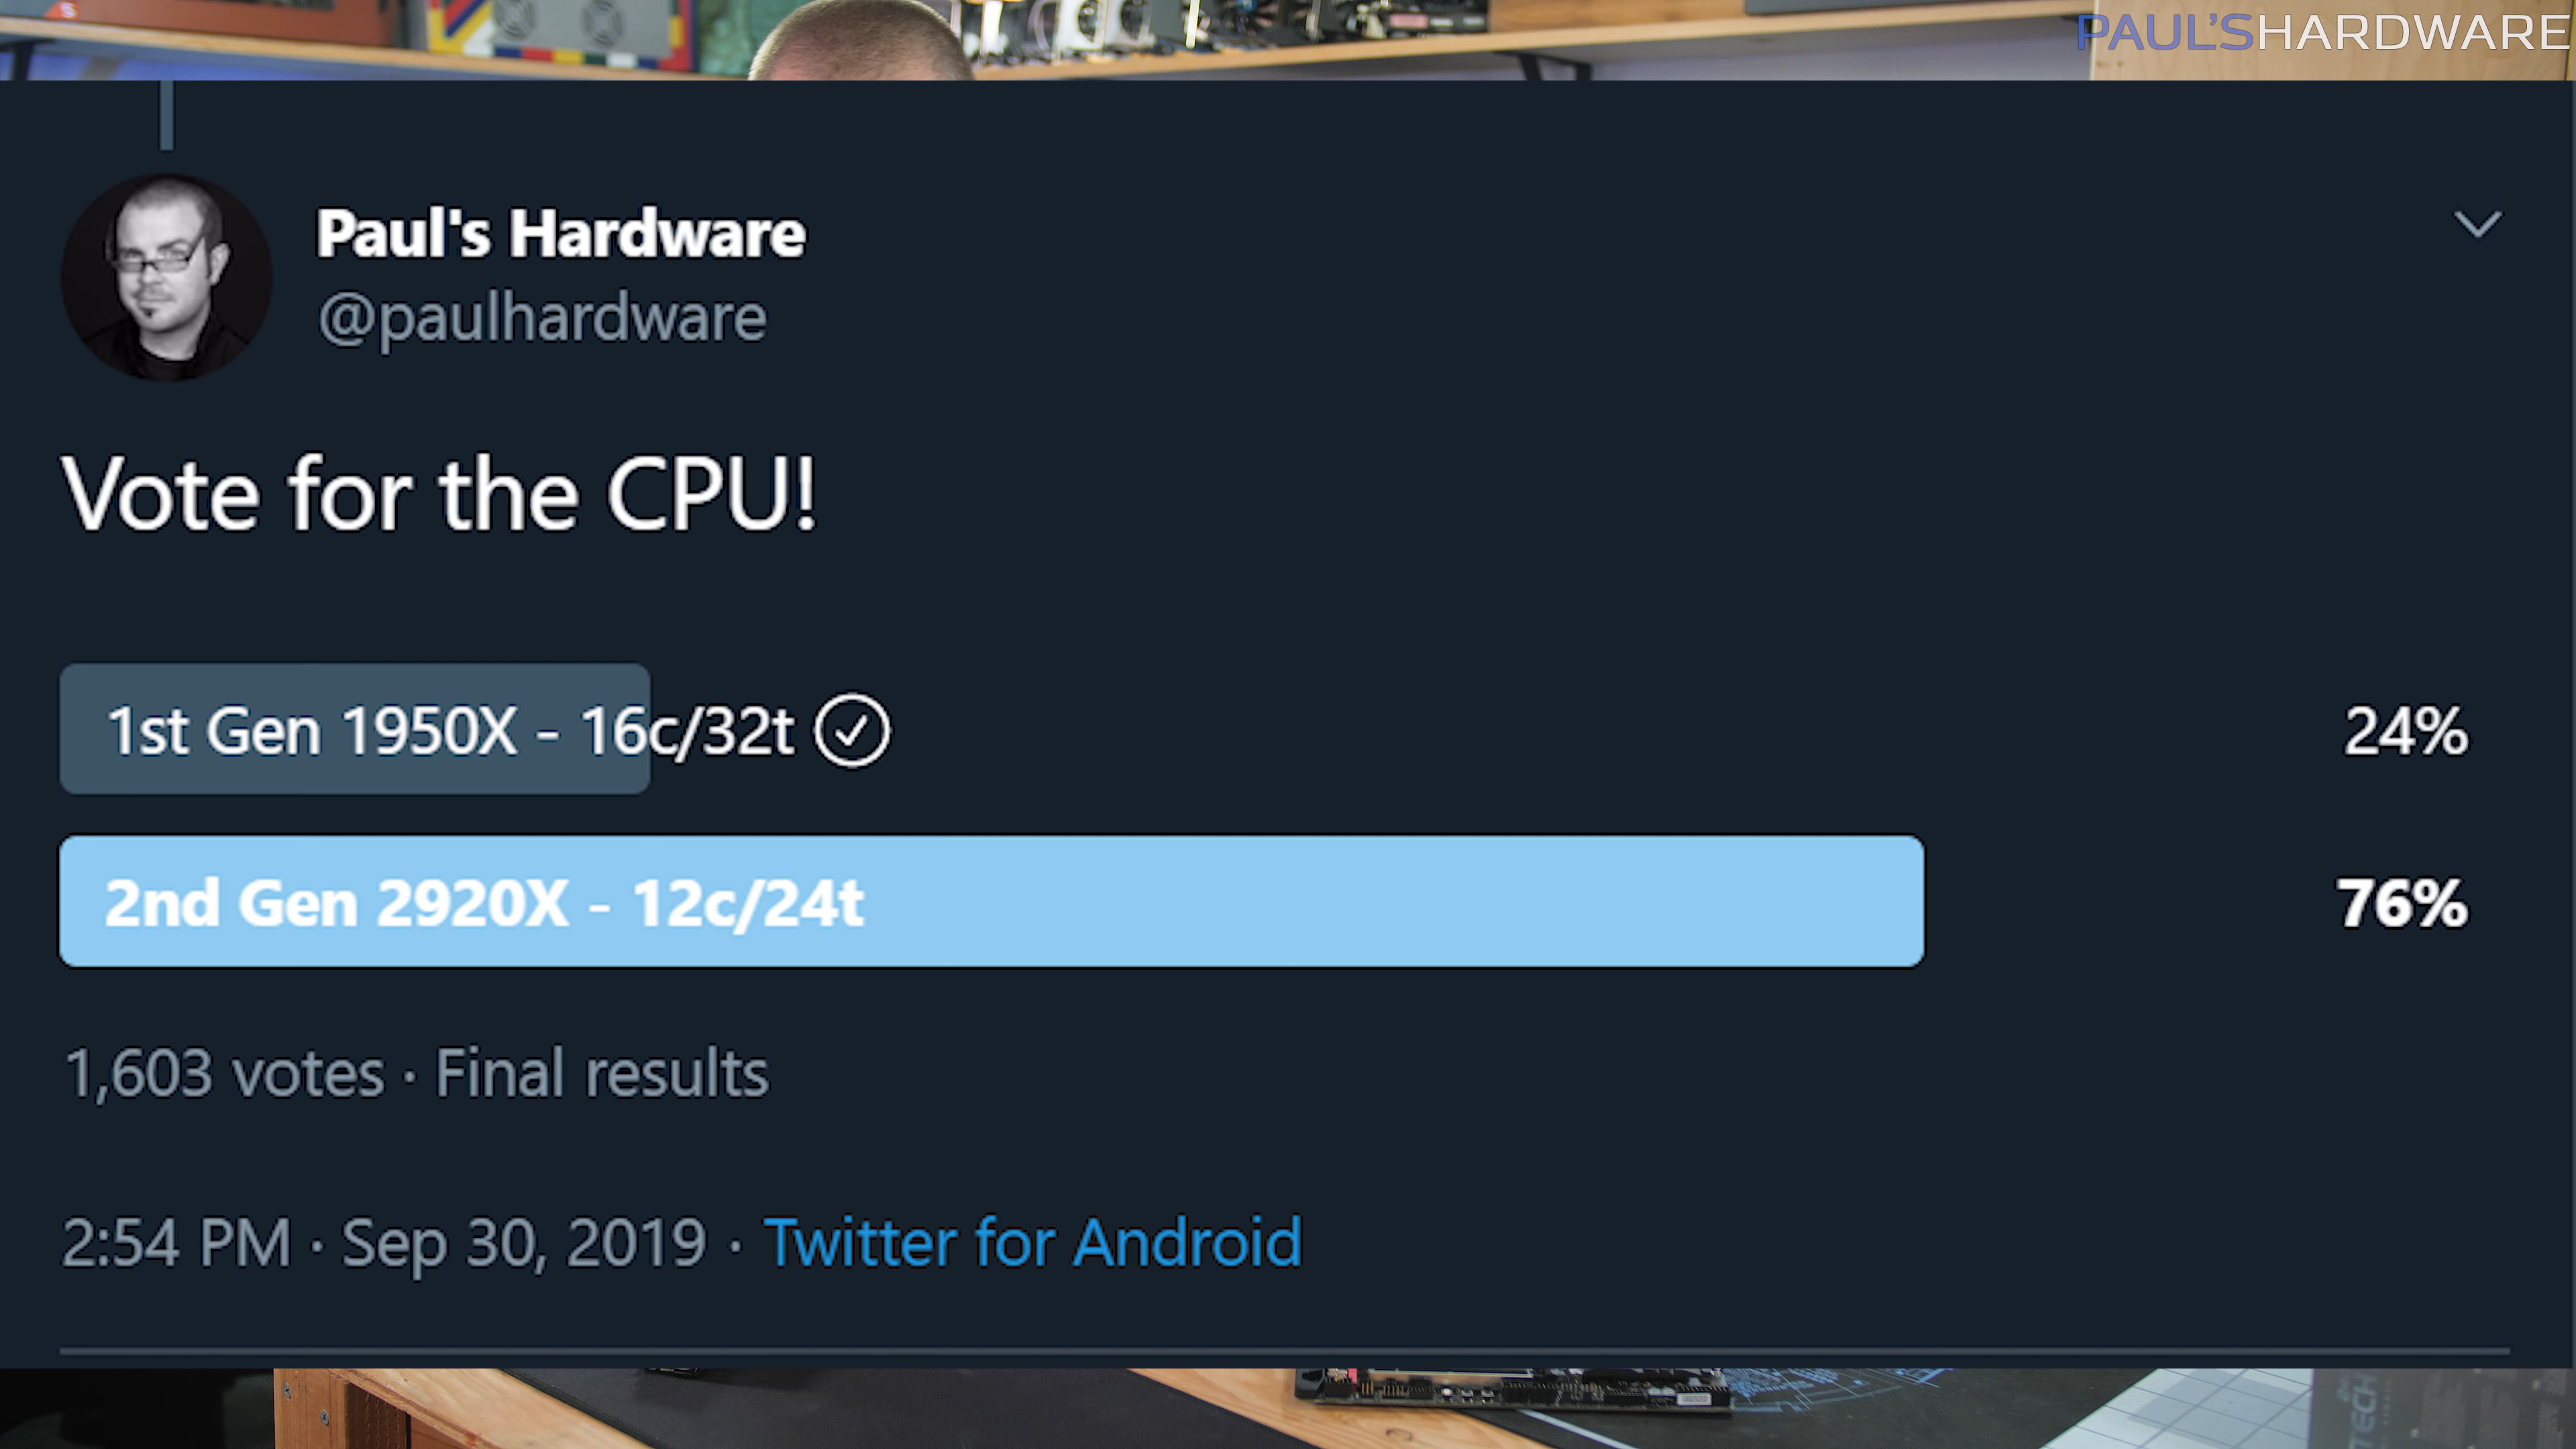 PAUL'SHARDWARE
Paul's Hardware
@paulhardware
Vote for the CPU!
1st Gen 1950X - 16c/32t 24%
2nd Gen 2920X - 12c/24t 76%
1,603 votes · Final results
2:54 PM · Sep 30, 2019 · Twitter for Android
TECH